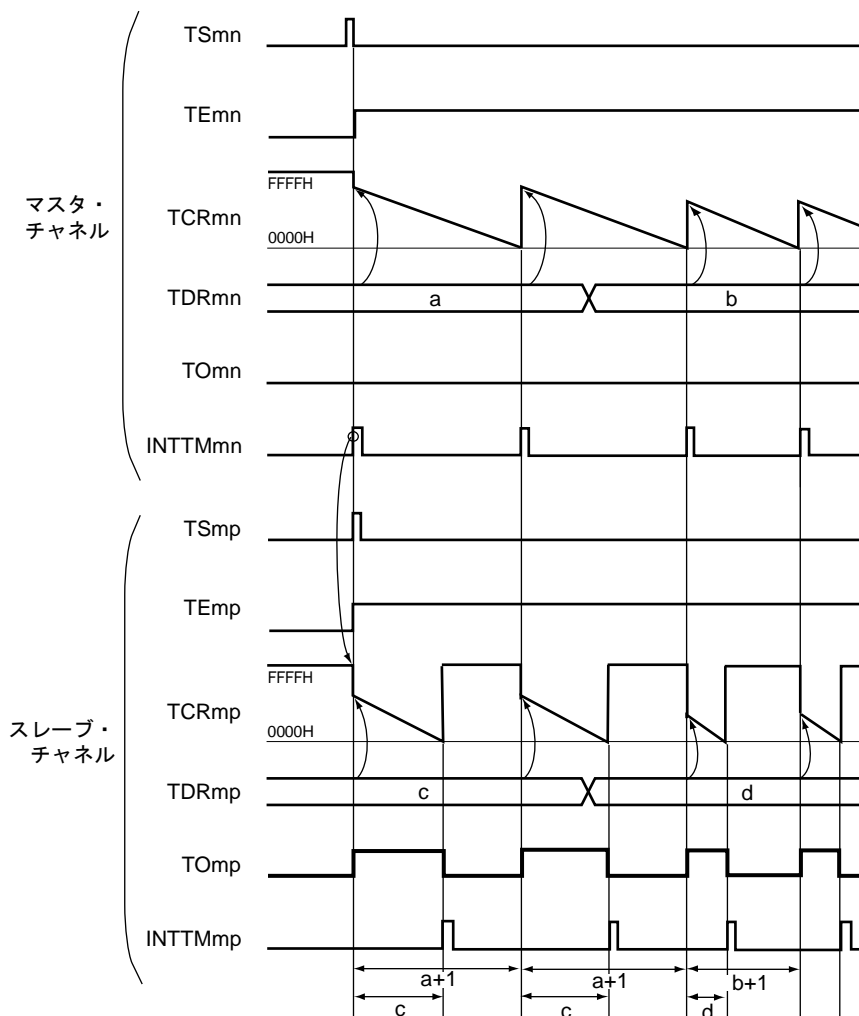 TSmn
TEmn
FFFFH
マスタ・
チャネル
TCRmn
0000H
TDRmn
a
b
TOmn
INTTMmn
TSmp
TEmp
FFFFH
TCRmp
スレーブ・
チャネル
0000H
TDRmp
c
d
TOmp
INTTMmp
a+1
a+1
b+1
c
c
d